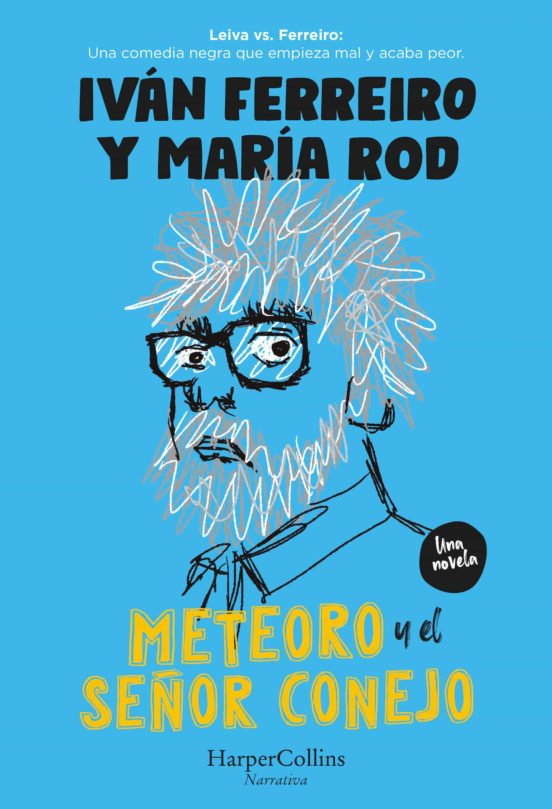 Leiva vs. Ferreiro:
Una comedia negra que empieza mal y acaba peor.
IVÁN FERREIRO
Y MARÍA ROD
Una
novela
METEORO y el
SEÑOR CONEJO
HarperCollins
Narrativa